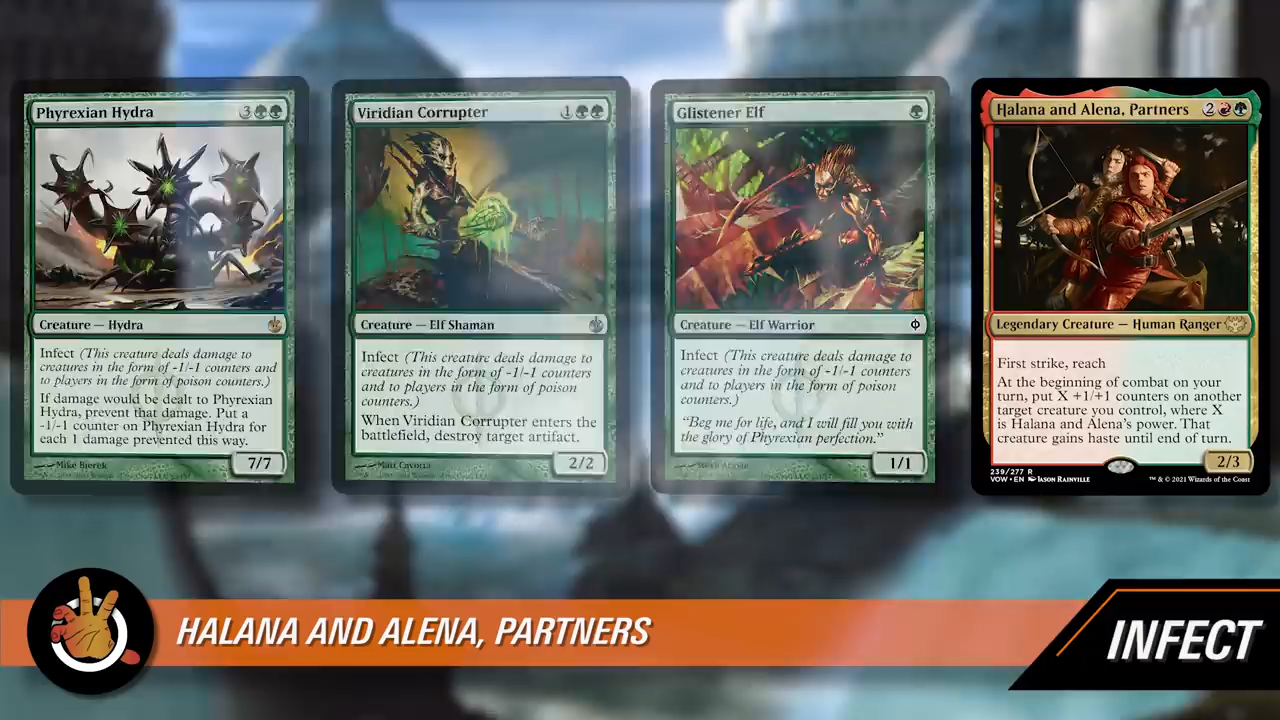 Phyrexian Hydra 3
Creature — Hydra
Infect (This creature deals damage to
creatures in the form of -1/-1 counters and
to players in the form of poison counters.)
If damage would be dealt to Phyrexian
Hydra, prevent that damage. Put a
-1/-1 counter on Phyrexian Hydra for
each 1 damage prevented this way.
Mike Bierek
7/7
Viridian Corrupter 1
Creature — Elf Shaman
Infect (This creature deals damage to
creatures in the form of -1/-1 counters
and to players in the form of poison
counters.)
When Viridian Corrupter enters the
battlefield, destroy target artifact.
Matt Cavotta
2/2
Glistener Elf
Creature — Elf Warrior
Infect (This creature deals damage to
creatures in the form of -1/-1 counters
and to players in the form of poison
counters.)
“Beg me for life, and I will fill you with
the glory of Phyrexian perfection.”
1/1
Halana and Alena, Partners 2
Legendary Creature — Human Ranger
First strike, reach
At the beginning of combat on your
turn, put X +1/+1 counters on another
target creature you control, where X
is Halana and Alena's power. That
creature gains haste until end of turn.
2/3
239/277 R
VOW • EN JASON RAINVILLE
™ & © 2021 Wizards of the Coast
HALANA AND ALENA, PARTNERS
INFECT